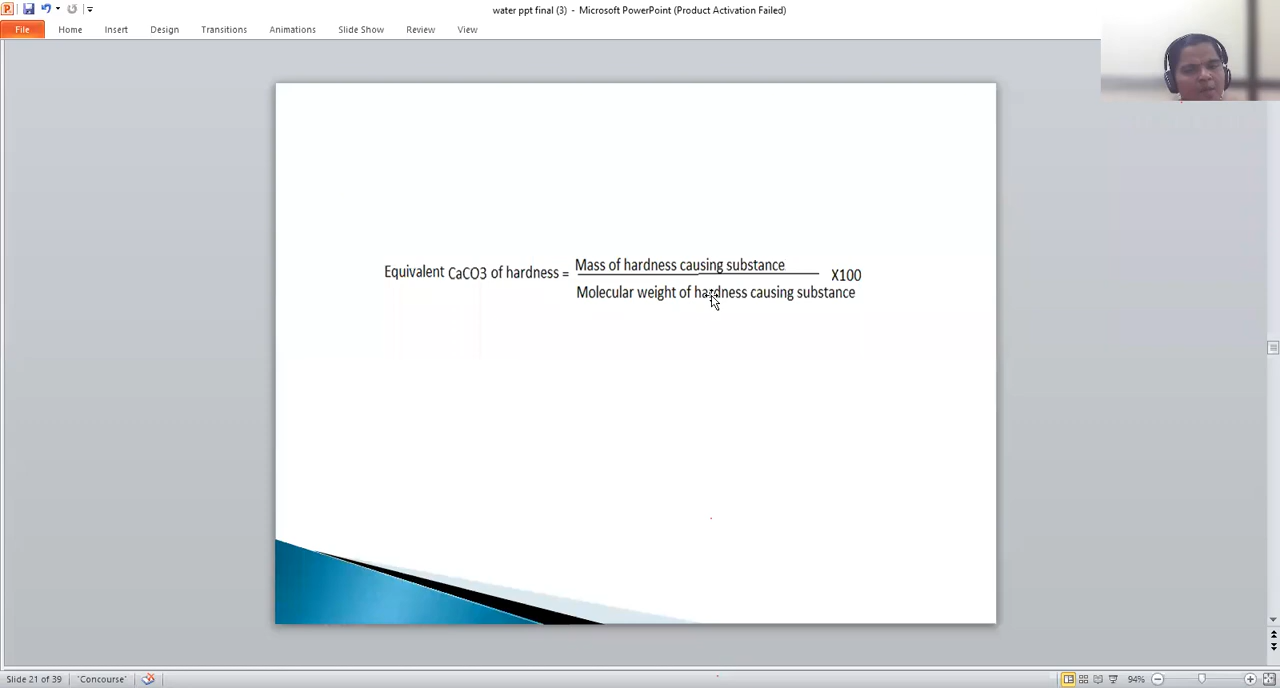 water ppt final (3) - Microsoft PowerPoint (Product Activation Failed)
File Home Insert Design Transitions Animations Slide Show Review View
Equivalent CaCO3 of hardness =
Mass of hardness causing substance
X100
Molecular weight of hardness causing substance
Slide 21 of 39 'Concourse' 94%